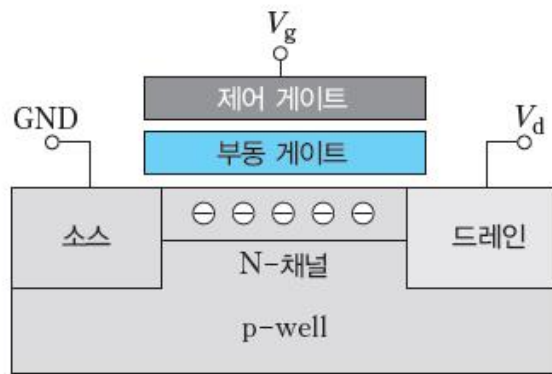 V_g
제어 게이트
GND
V_d
부동 게이트
소스
드레인
N-채널
p-well